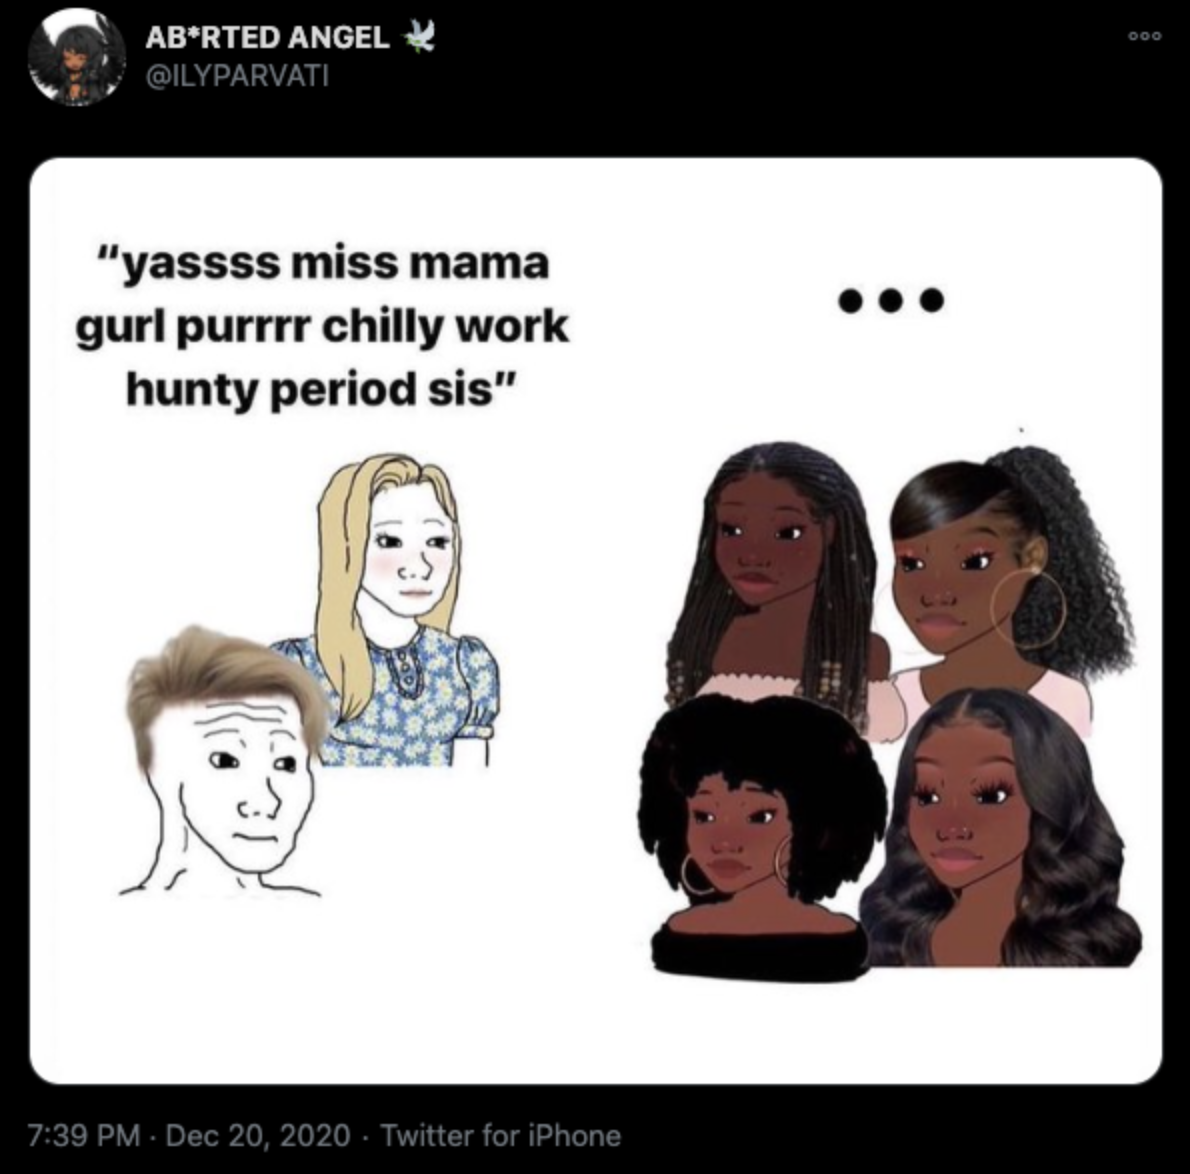 AB*RTED ANGEL 🕊
@ILYPARVATI
“yassss miss mama
gurl purrrr chilly work
hunty period sis”
•••
7:39 PM · Dec 20, 2020 · Twitter for iPhone